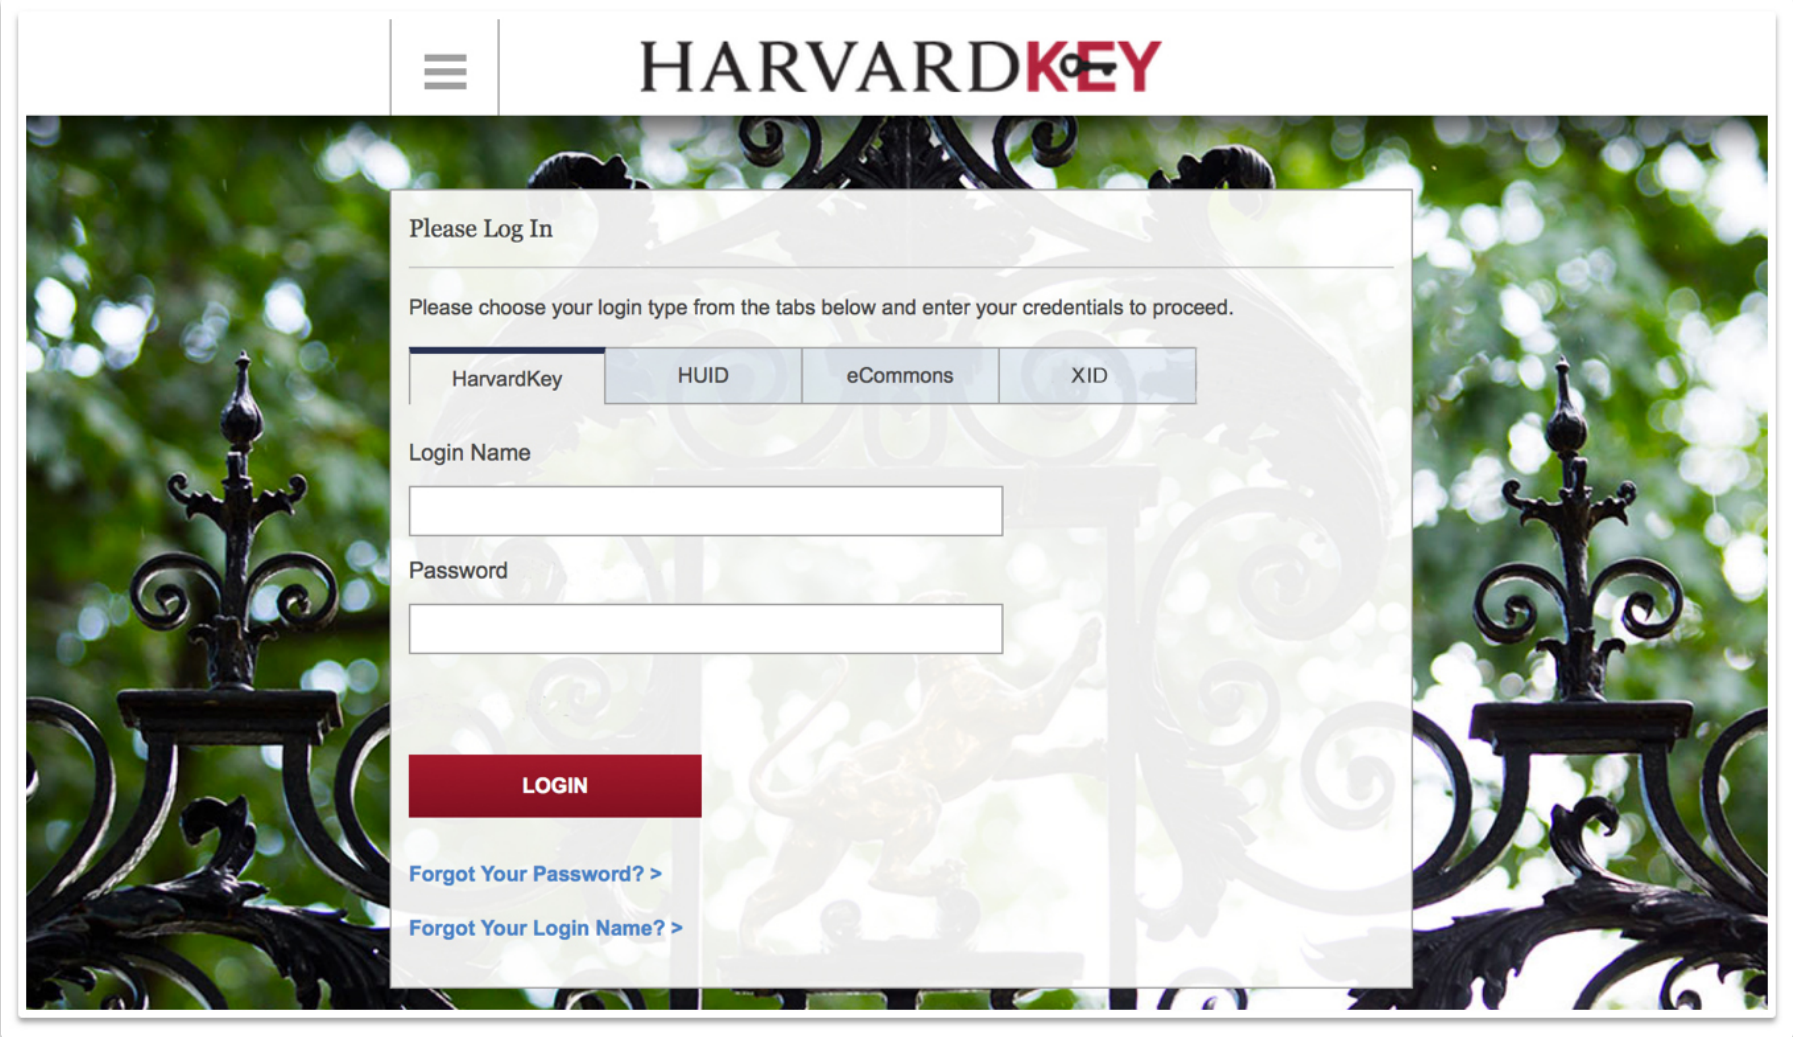 HARVARDKEY
Please Log In
Please choose your login type from the tabs below and enter your credentials to proceed.
HarvardKey HUID eCommons XID
Login Name
Password
LOGIN
Forgot Your Password? >
Forgot Your Login Name? >